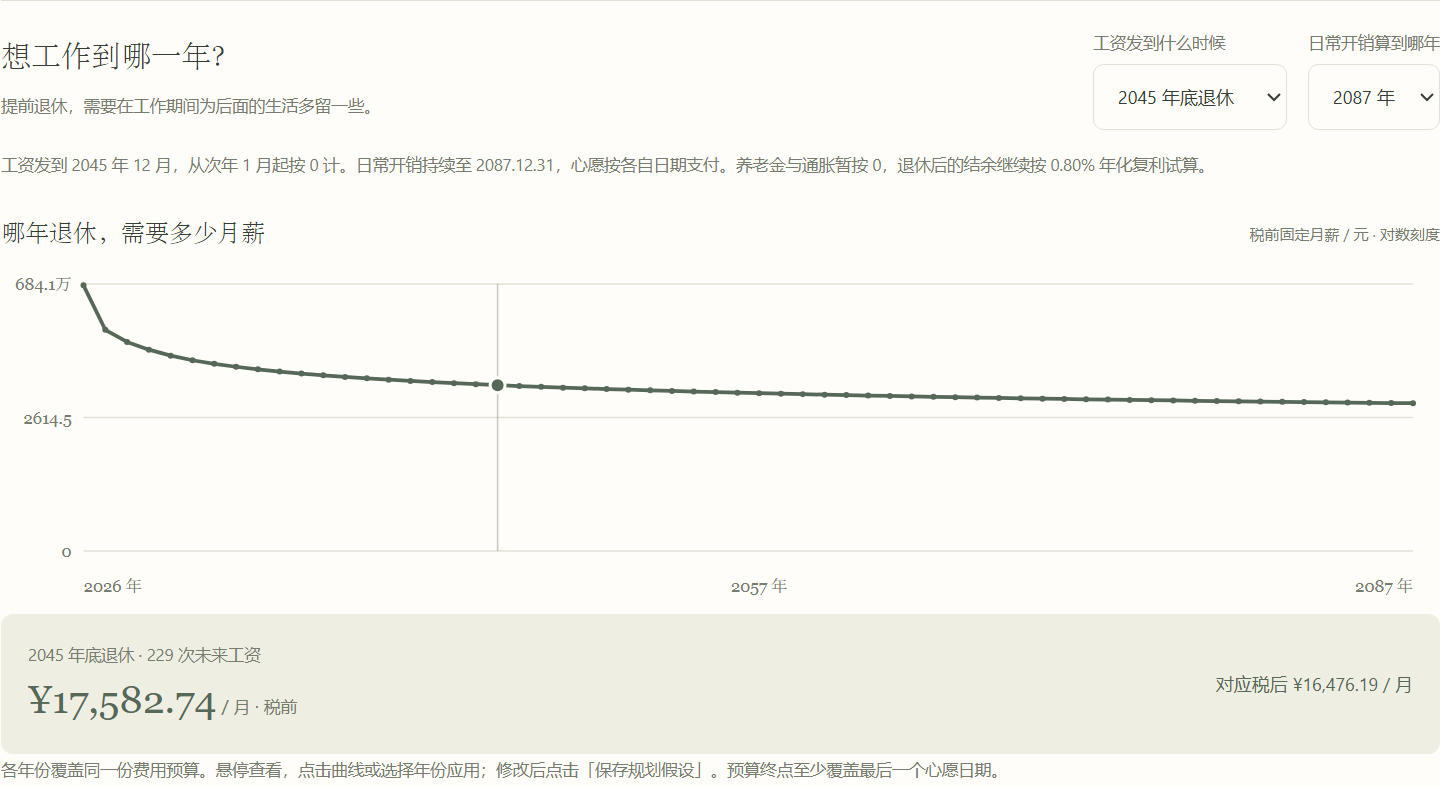 想工作到哪一年？
提前退休，需要在工作期间为后面的生活多留一些。
工资发到什么时候
2045 年底退休
日常开销算到哪年
2087 年
工资发到 2045 年 12 月，从次年 1 月起按 0 计。日常开销持续至 2087.12.31，心愿按各自日期支付。养老金与通胀暂按 0，退休后的结余继续按 0.80% 年化复利试算。
哪年退休，需要多少月薪
税前固定月薪 / 元 · 对数刻度
684.1万
2614.5
0
2026 年
2057 年
2087 年
2045 年底退休 · 229 次未来工资
¥17,582.74 / 月 · 税前
对应税后 ¥16,476.19 / 月
各年份覆盖同一份费用预算。悬停查看，点击曲线或选择年份应用；修改后点击「保存规划假设」。预算终点至少覆盖最后一个心愿日期。